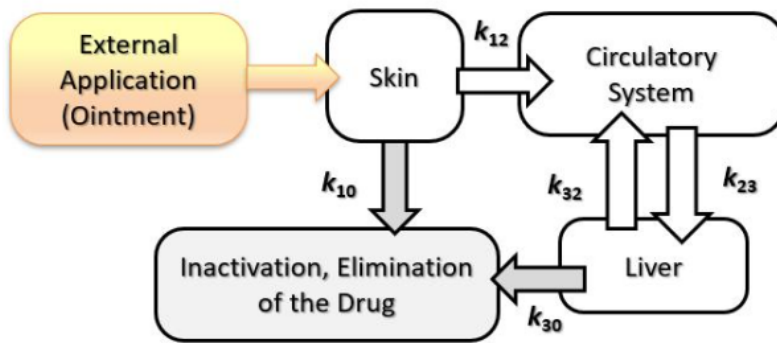 External
Application
(Ointment)
Skin
k12
Circulatory
System
k10
k32
k23
Inactivation, Elimination
of the Drug
Liver
k30